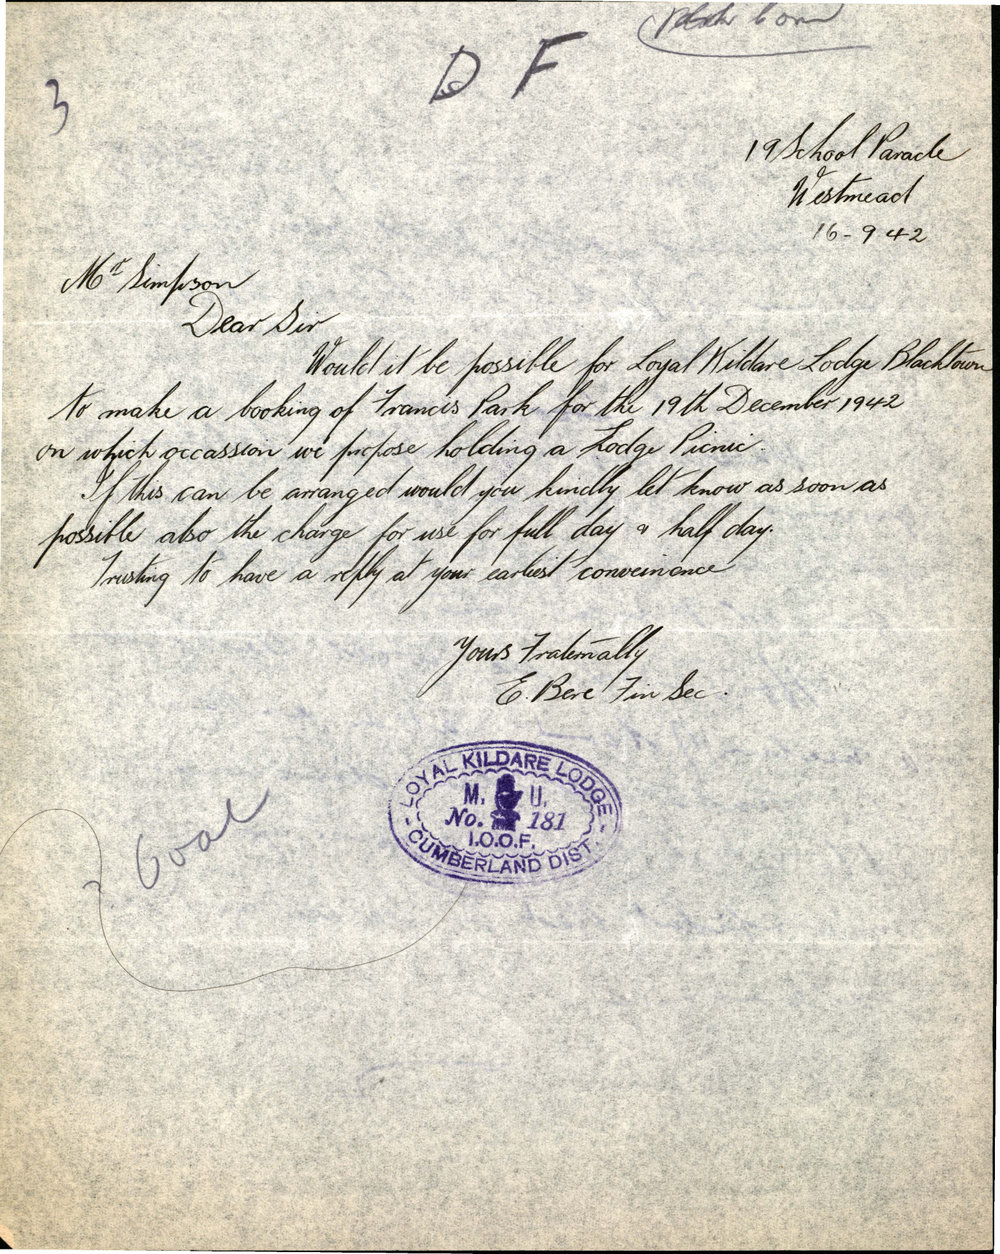 D F
3
19 School Parade
Westmead
16-9-42
Mr Simpson
Dear Sir
Would it be possible for Loyal Kildare Lodge Blacktown
to make a booking of Francis Park for the 19th December 1942
on which occassion we propose holding a Lodge Picnic.
If this can be arranged would you kindly let know as soon as
possible also the charge for use for full day & half day.
Trusting to have a reply at your earliest conveinance
Yours Fraternally
E. Bere Fin Sec.
LOYAL KILDARE LODGE
M. U.
No. 181
I.O.O.F.
CUMBERLAND DIST.